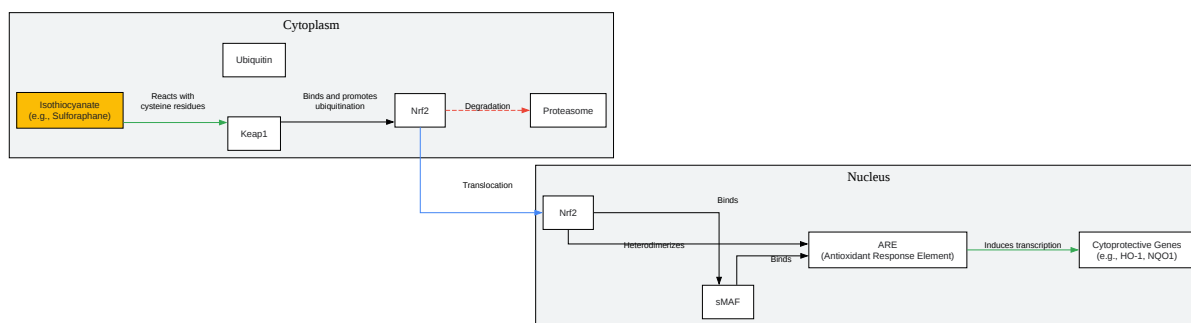 Cytoplasm
Ubiquitin
Isothiocyanate
(e.g., Sulforaphane)
Reacts with
cysteine residues
Keap1
Binds and promotes
ubiquitination
Nrf2
Degradation
Proteasome
Translocation
Nucleus
Nrf2
Binds
Heterodimerizes
Binds
sMAF
ARE
(Antioxidant Response Element)
Induces transcription
Cytoprotective Genes
(e.g., HO-1, NQO1)